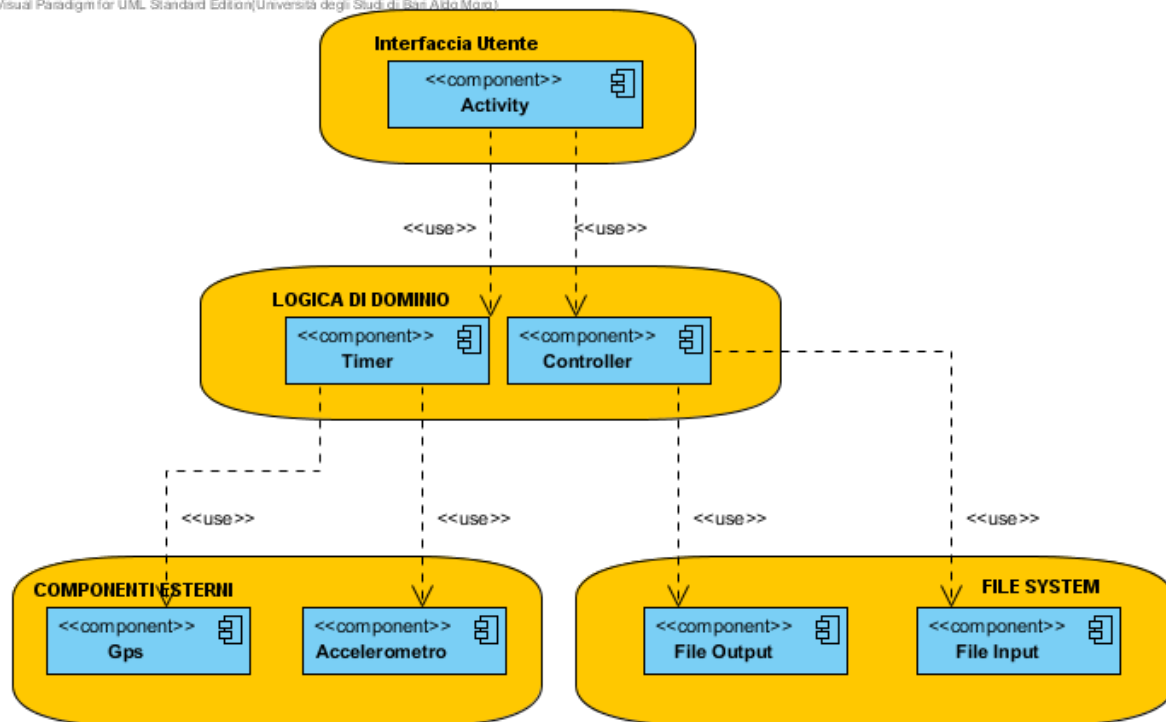 Visual Paradigm for UML Standard Edition(Università degli Studi di Bari Aldo Moro)
Interfaccia Utente
<<component>>
Activity
<<use>>
<<use>>
LOGICA DI DOMINIO
<<component>>
Timer
<<component>>
Controller
<<use>>
<<use>>
<<use>>
<<use>>
COMPONENTI ESTERNI
<<component>>
Gps
<<component>>
Accelerometro
FILE SYSTEM
<<component>>
File Output
<<component>>
File Input